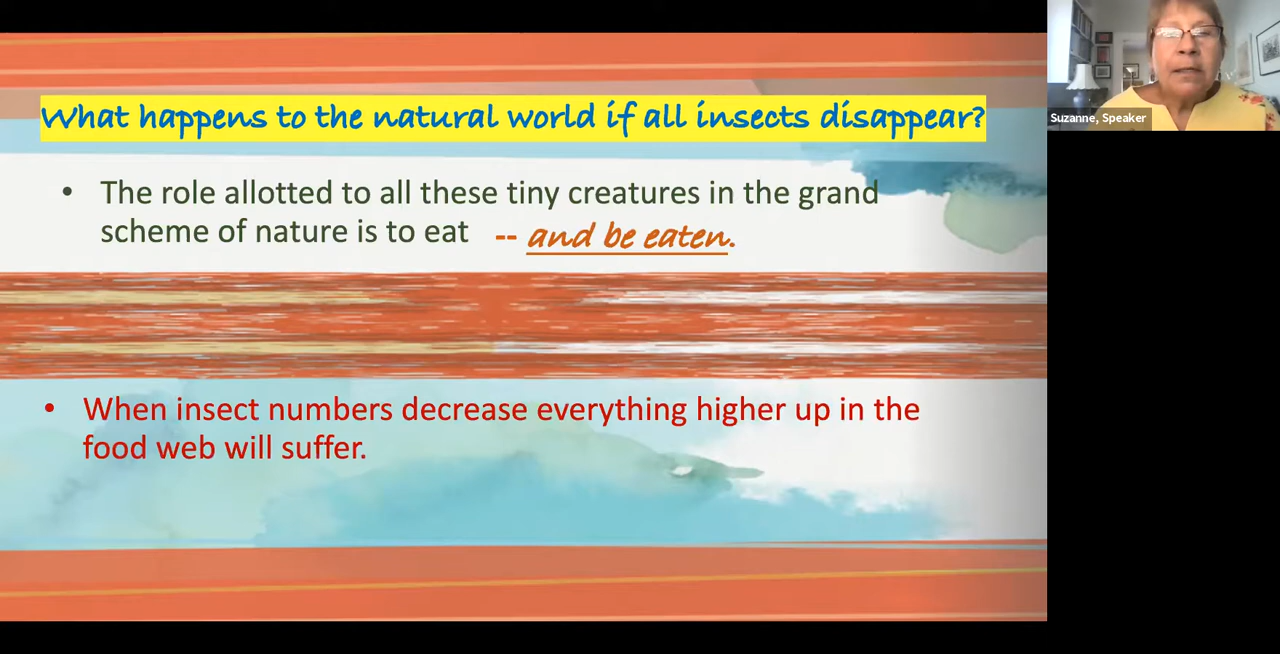 What happens to the natural world if all insects disappear?
• The role allotted to all these tiny creatures in the grand
scheme of nature is to eat -- and be eaten.
• When insect numbers decrease everything higher up in the
food web will suffer.
Suzanne, Speaker